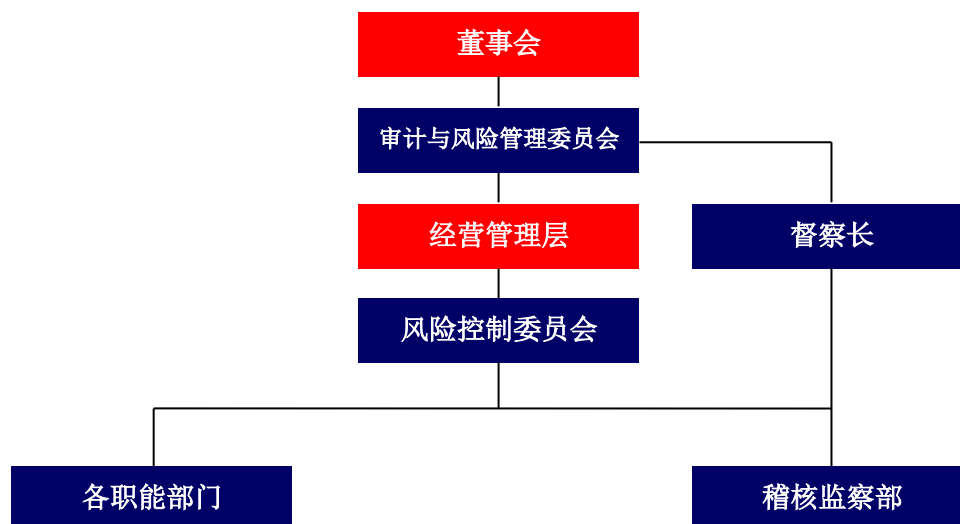 董事会
审计与风险管理委员会
经营管理层
督察长
风险控制委员会
各职能部门
稽核监察部